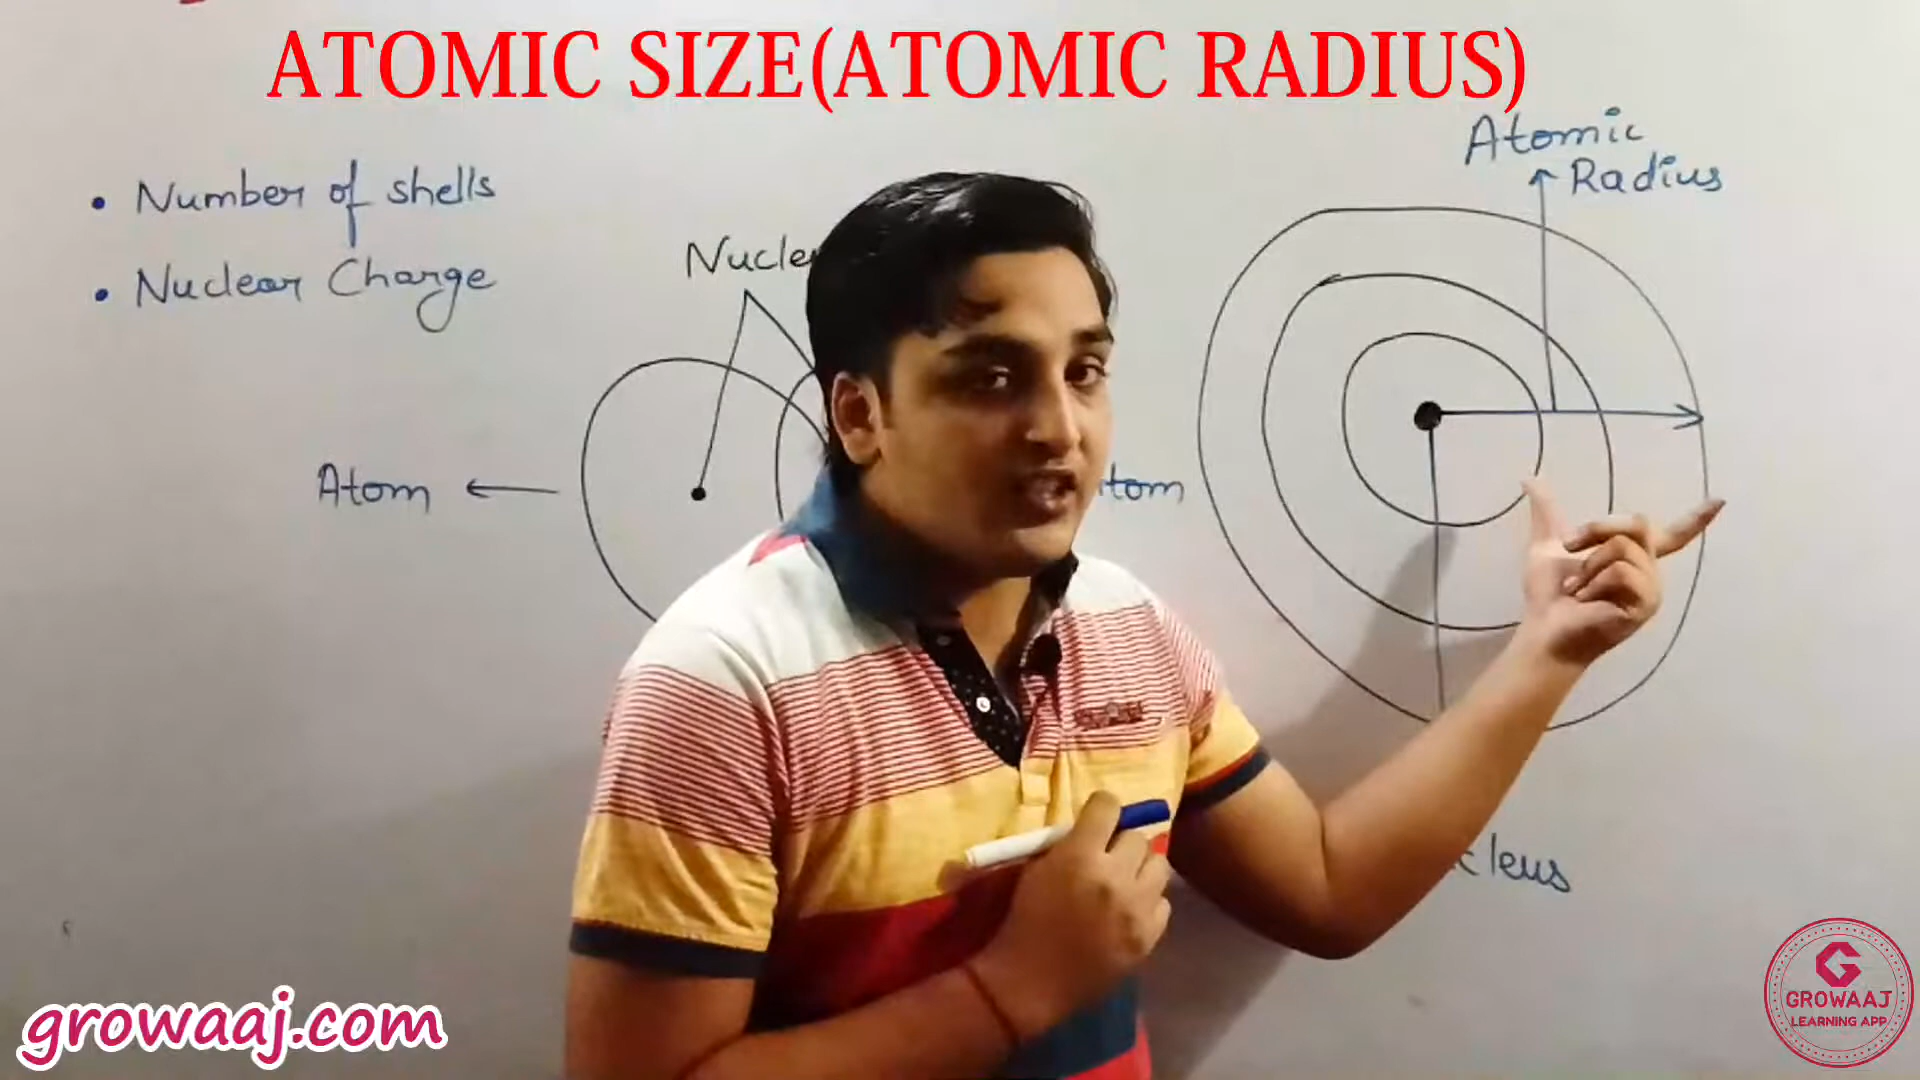 ATOMIC SIZE(ATOMIC RADIUS)
• Number of shells
• Nuclear Charge
Atom
Atomic
Radius
growaaj.com
GROWAAJ
LEARNING APP